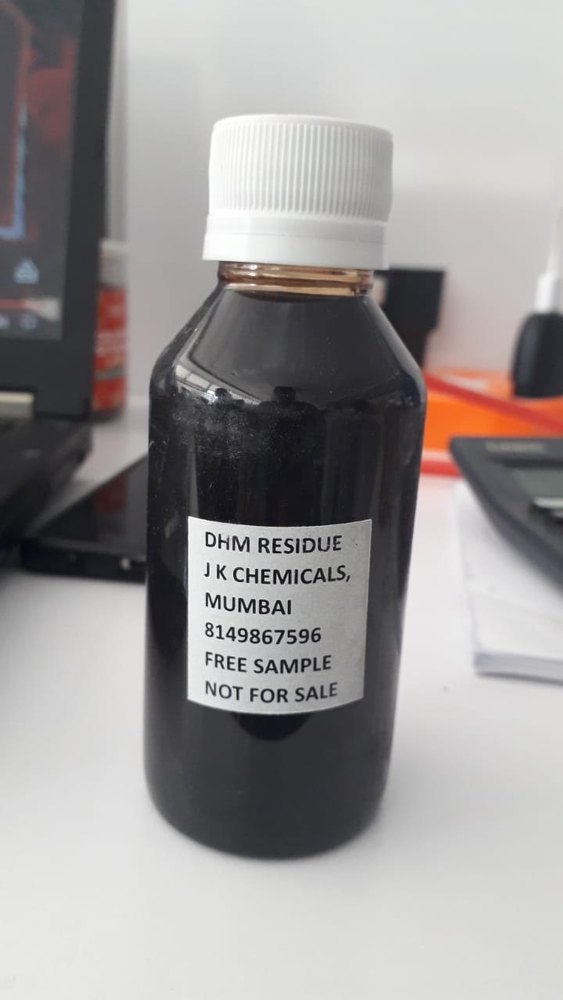 DHM RESIDUE
J K CHEMICALS,
MUMBAI
8149867596
FREE SAMPLE
NOT FOR SALE